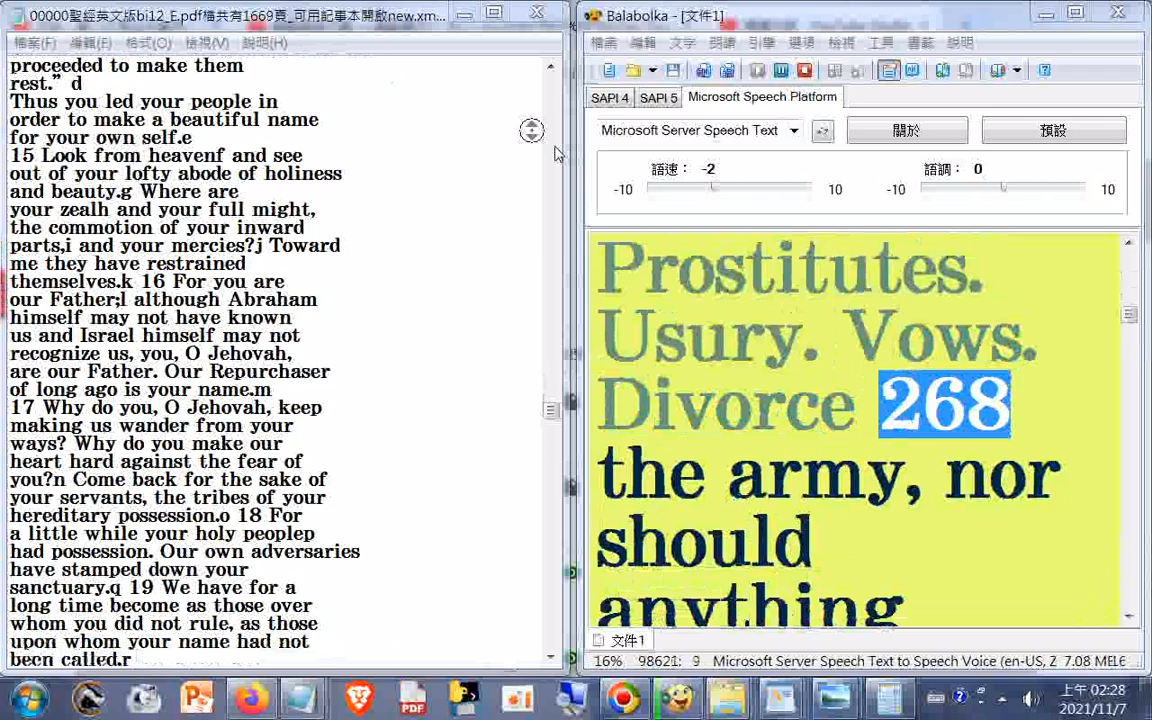 00000聖經英文版bi12_E.pdf檔共有1669頁_可用記事本開啟new.xm...
檔案(F) 編輯(E) 格式(O) 檢視(V) 說明(H)
proceeded to make them
rest.” d
Thus you led your people in
order to make a beautiful name
for your own self.e
15 Look from heavenf and see
out of your lofty abode of holiness
and beauty.g Where are
your zealh and your full might,
the commotion of your inward
parts,i and your mercies?j Toward
me they have restrained
themselves.k 16 For you are
our Father;l although Abraham
himself may not have known
us and Israel himself may not
recognize us, you, O Jehovah,
are our Father. Our Repurchaser
of long ago is your name.m
17 Why do you, O Jehovah, keep
making us wander from your
ways? Why do you make our
heart hard against the fear of
you?n Come back for the sake of
your servants, the tribes of your
hereditary possession.o 18 For
a little while your holy peoplep
had possession. Our own adversaries
have stamped down your
sanctuary.q 19 We have for a
long time become as those over
whom you did not rule, as those
upon whom your name had not
been called.r
Balabolka - [文件1]
檔案 編輯 文字 朗讀 引擎 選項 檢視 工具 書籤 說明
SAPI 4 SAPI 5 Microsoft Speech Platform
Microsoft Server Speech Text 關於 預設
語速： -2 語調： 0
-10 10 -10 10
Prostitutes.
Usury. Vows.
Divorce 268
the army, nor
should
anything
文件1
16% 98621: 9 Microsoft Server Speech Text to Speech Voice (en-US, Z 7.08 МЕБ
PDF
上午 02:28
2021/11/7